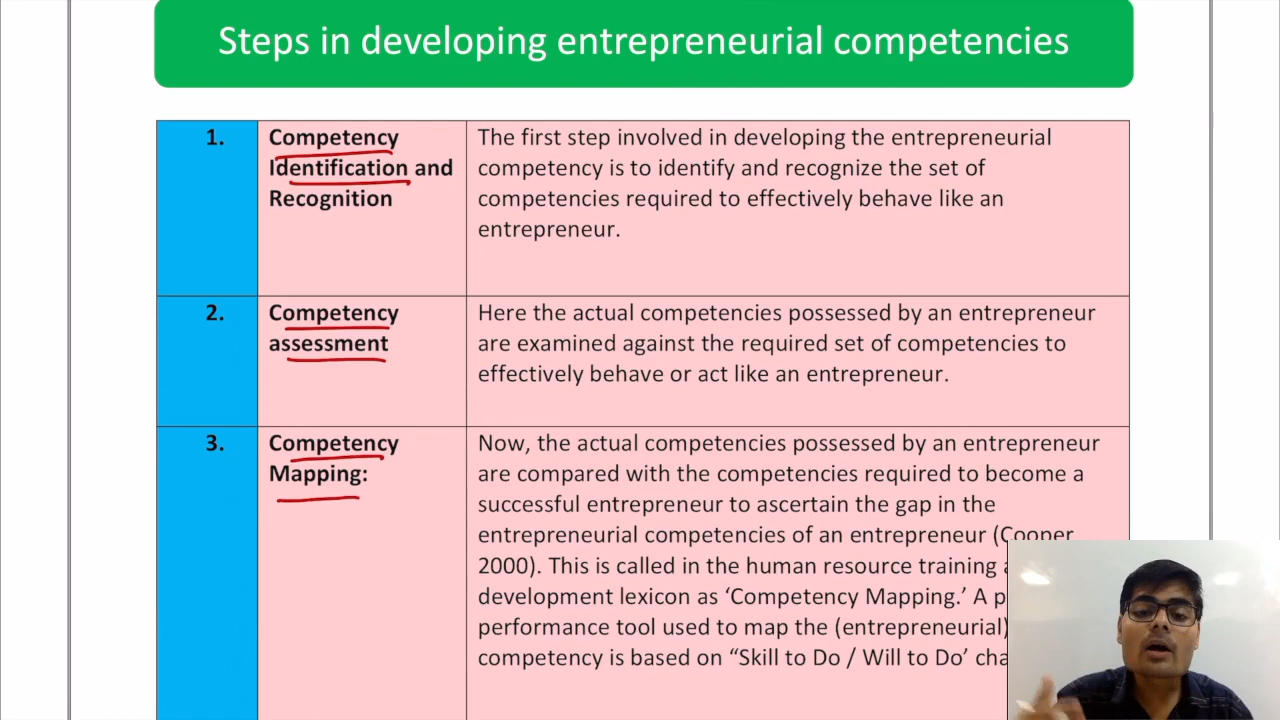 Steps in developing entrepreneurial competencies
1.
Competency
Identification and
Recognition
The first step involved in developing the entrepreneurial
competency is to identify and recognize the set of
competencies required to effectively behave like an
entrepreneur.
2.
Competency
assessment
Here the actual competencies possessed by an entrepreneur
are examined against the required set of competencies to
effectively behave or act like an entrepreneur.
3.
Competency
Mapping:
Now, the actual competencies possessed by an entrepreneur
are compared with the competencies required to become a
successful entrepreneur to ascertain the gap in the
entrepreneurial competencies of an entrepreneur (Cooper
2000). This is called in the human resource training
development lexicon as ‘Competency Mapping.’ A
performance tool used to map the (entrepreneurial)
competency is based on “Skill to Do / Will to Do’